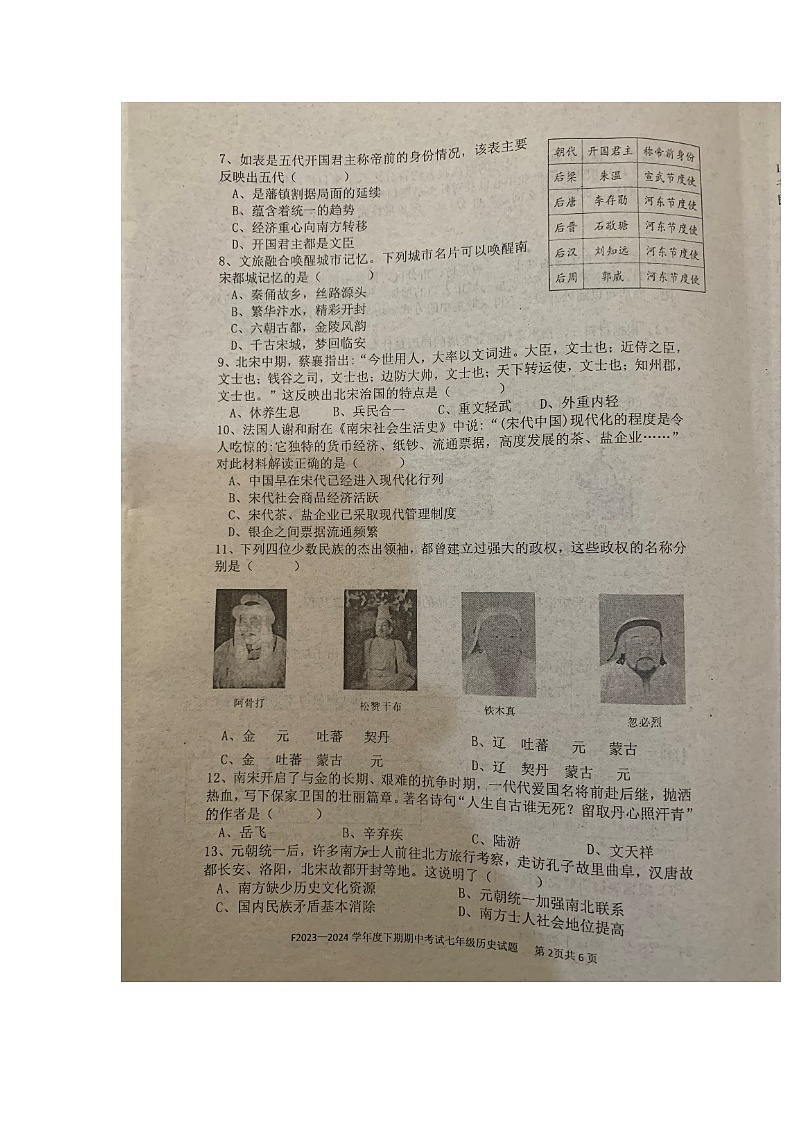 7、如表是五代开国君主称帝前的身份情况，该表主要
反映出五代（　　　）
A、是藩镇割据局面的延续
B、蕴含着统一的趋势
C、经济重心向南方转移
D、开国君主都是文臣
朝代 开国君主 称帝前身份
后梁 朱温 宣武节度使
后唐 李存勖 河东节度使
后晋 石敬瑭 河东节度使
后汉 刘知远 河东节度使
后周 郭威 河东节度使
8、文旅融合唤醒城市记忆。下列城市名片可以唤醒南
宋都城记忆的是（　　　）
A、秦俑故乡，丝路源头
B、繁华汴水，精彩开封
C、六朝古都，金陵风韵
D、千古宋城，梦回临安
9、北宋中期，蔡襄指出：“今世用人，大率以文词进。大臣，文士也；近侍之臣，
文士也；钱谷之司，文士也；边防大帅，文士也；天下转运使，文士也；知州郡，
文士也。”这反映出北宋治国的特点是（　　　）
A、休养生息 B、兵民合一 C、重文轻武 D、外重内轻
10、法国人谢和耐在《南宋社会生活史》中说：“(宋代中国)现代化的程度是令
人吃惊的:它独特的货币经济、纸钞、流通票据，高度发展的茶、盐企业……”
对此材料解读正确的是（　　　）
A、中国早在宋代已经进入现代化行列
B、宋代社会商品经济活跃
C、宋代茶、盐企业已采取现代管理制度
D、银企之间票据流通频繁
11、下列四位少数民族的杰出领袖，都曾建立过强大的政权，这些政权的名称分
别是（　　　）
阿骨打 松赞干布 铁木真 忽必烈
A、金 元 吐蕃 契丹 B、辽 吐蕃 元 蒙古
C、金 吐蕃 蒙古 元 D、辽 契丹 蒙古 元
12、南宋开启了与金的长期、艰难的抗争时期，一代代爱国名将前赴后继，抛洒
热血，写下保家卫国的壮丽篇章。著名诗句“人生自古谁无死？留取丹心照汗青”
的作者是（　　　）
A、岳飞 B、辛弃疾 C、陆游 D、文天祥
13、元朝统一后，许多南方士人前往北方旅行考察，走访孔子故里曲阜，汉唐故
都长安、洛阳，北宋故都开封等地。这说明了（　　　）
A、南方缺少历史文化资源 B、元朝统一加强南北联系
C、国内民族矛盾基本消除 D、南方士人社会地位提高
F2023—2024 学年度下期期中考试七年级历史试题 第 2页共 6 页